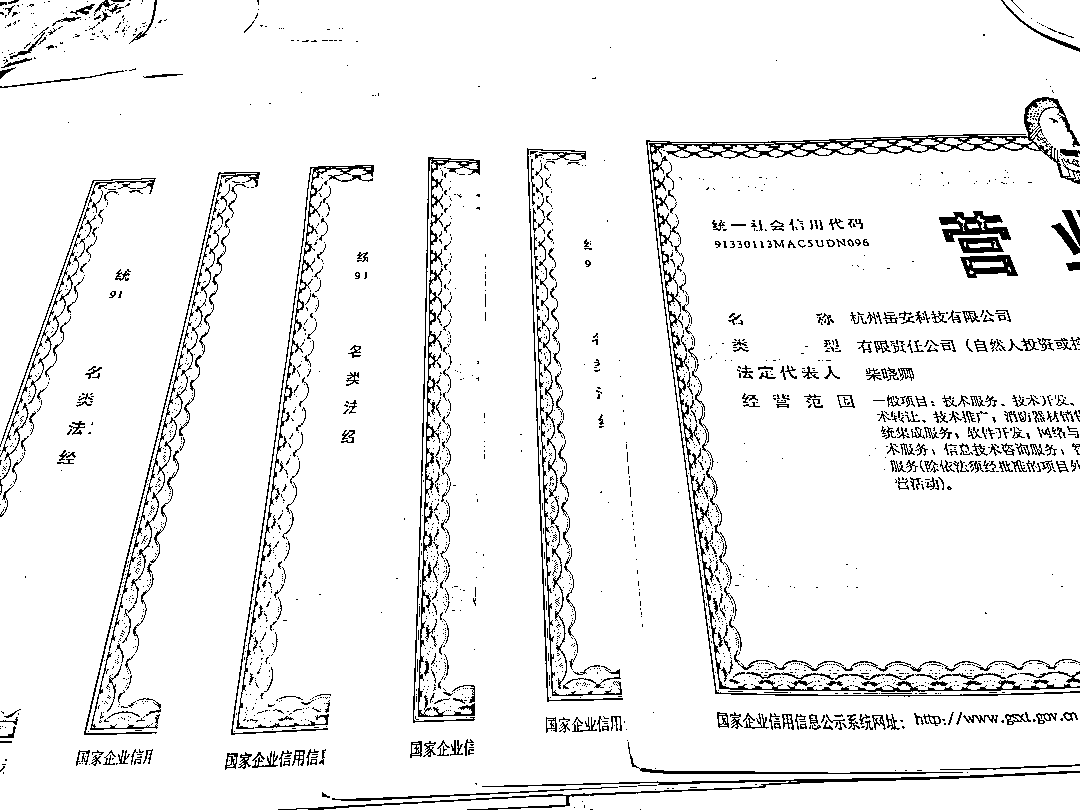 统一社会信用代码
91330113MAC5UDN096
营业
名 称 杭州岳安科技有限公司
类 型 有限责任公司（自然人投资或控
法定代表人 柴晓卿
经营范围 一般项目：技术服务、技术开发、
术转让、技术推广；消防器材销售
统集成服务；软件开发；网络与
术服务；信息技术咨询服务；智
服务(除依法须经批准的项目外
营活动)。
国家企业信用信息公示系统网址：http://www.gsxt.gov.cn
统
91
名
类
法
经
国家企业信用
统
91
名
类
法
经
国家企业信用信息
国家企业信
9
国家企业信用